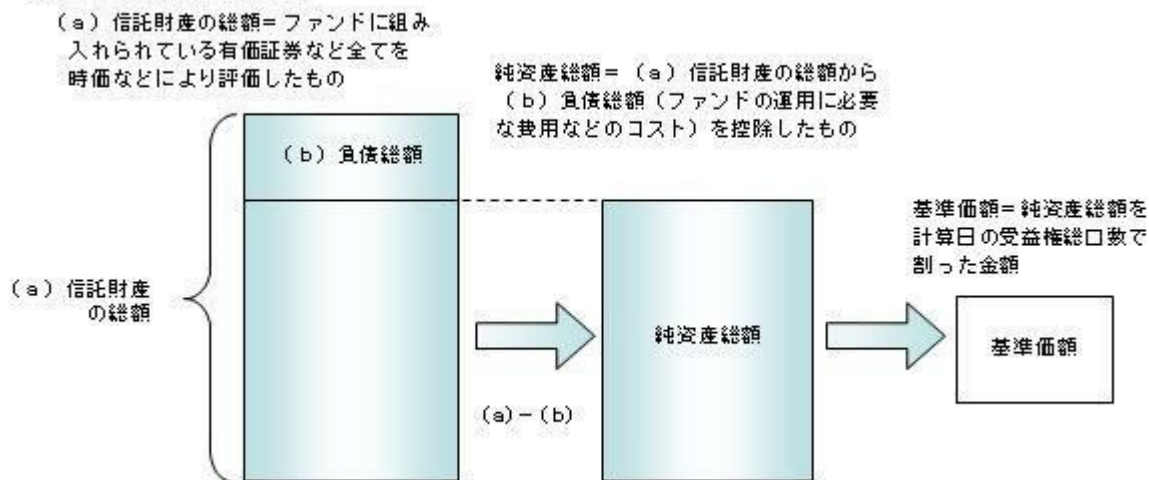 （a）信託財産の総額＝ファンドに組み
入れられている有価証券など全てを
時価などにより評価したもの
純資産総額＝（a）信託財産の総額から
（b）負債総額（ファンドの運用に必要
な費用などのコスト）を控除したもの
（b）負債総額
基準価額＝純資産総額を
計算日の受益権総口数で
割った金額
（a）信託財産
の総額
純資産総額
基準価額
（a）－（b）